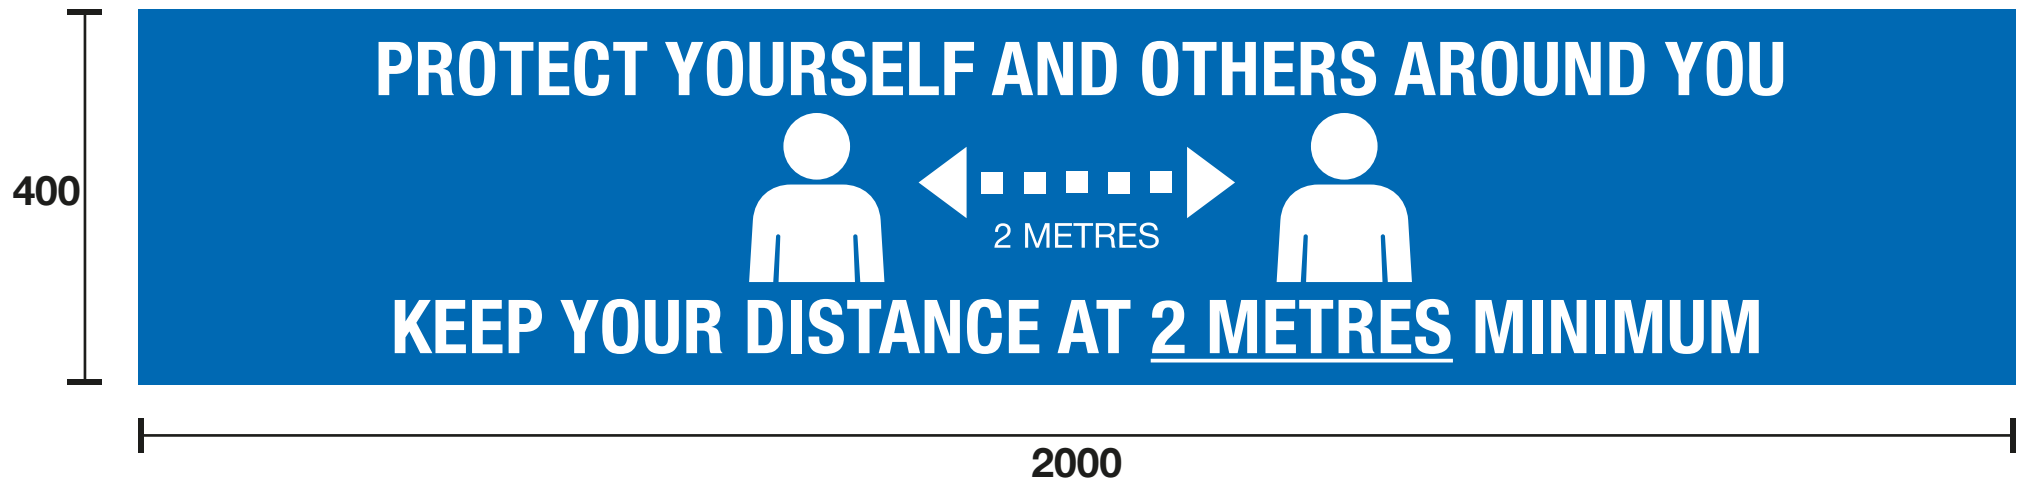 PROTECT YOURSELF AND OTHERS AROUND YOU
400
2 METRES
KEEP YOUR DISTANCE AT 2 METRES MINIMUM
2000